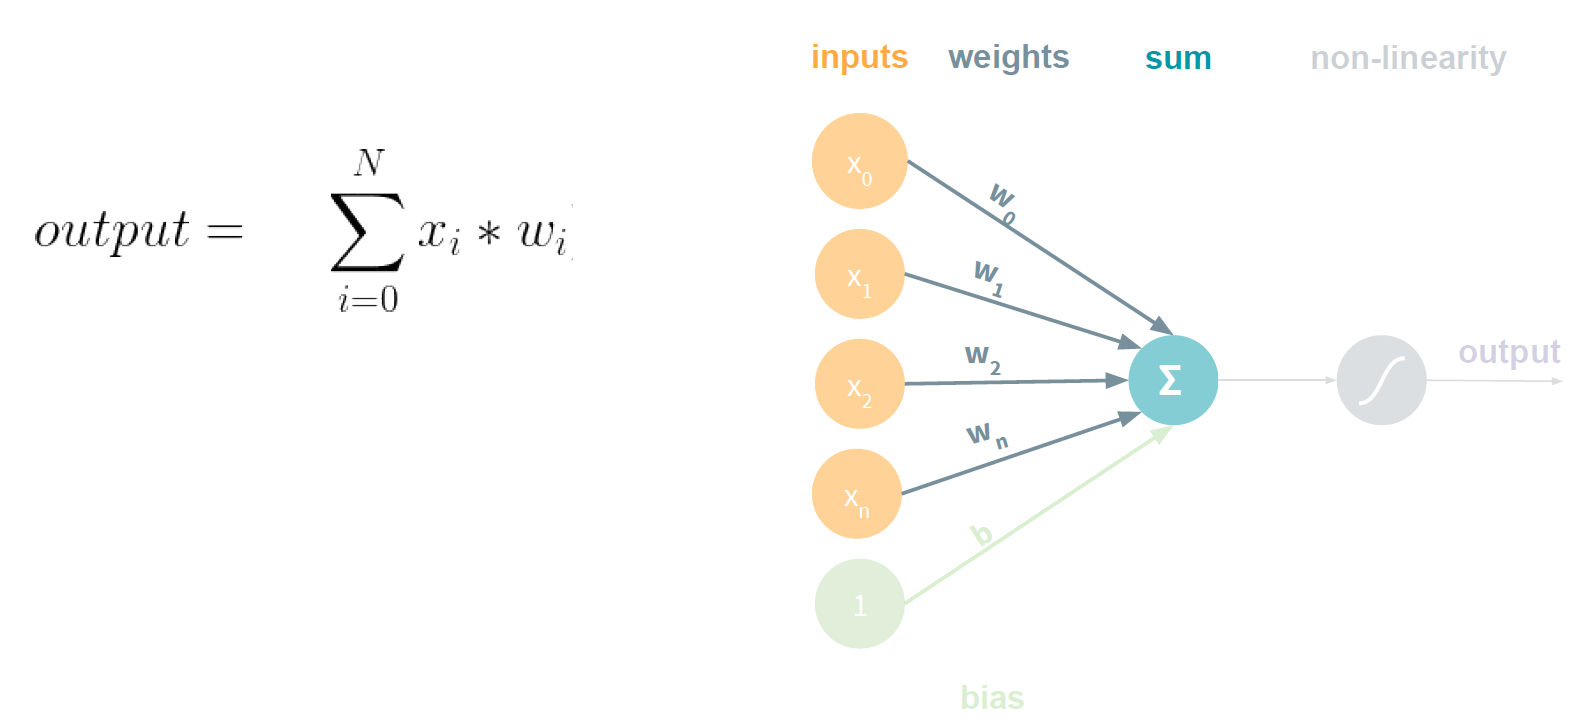 output = \sum_{i=0}^{N} x_i * w_i
inputs weights sum non-linearity
x₀
w₀
x₁
w₁
x₂
w₂
Σ
output
xₙ
wₙ
1
b
bias